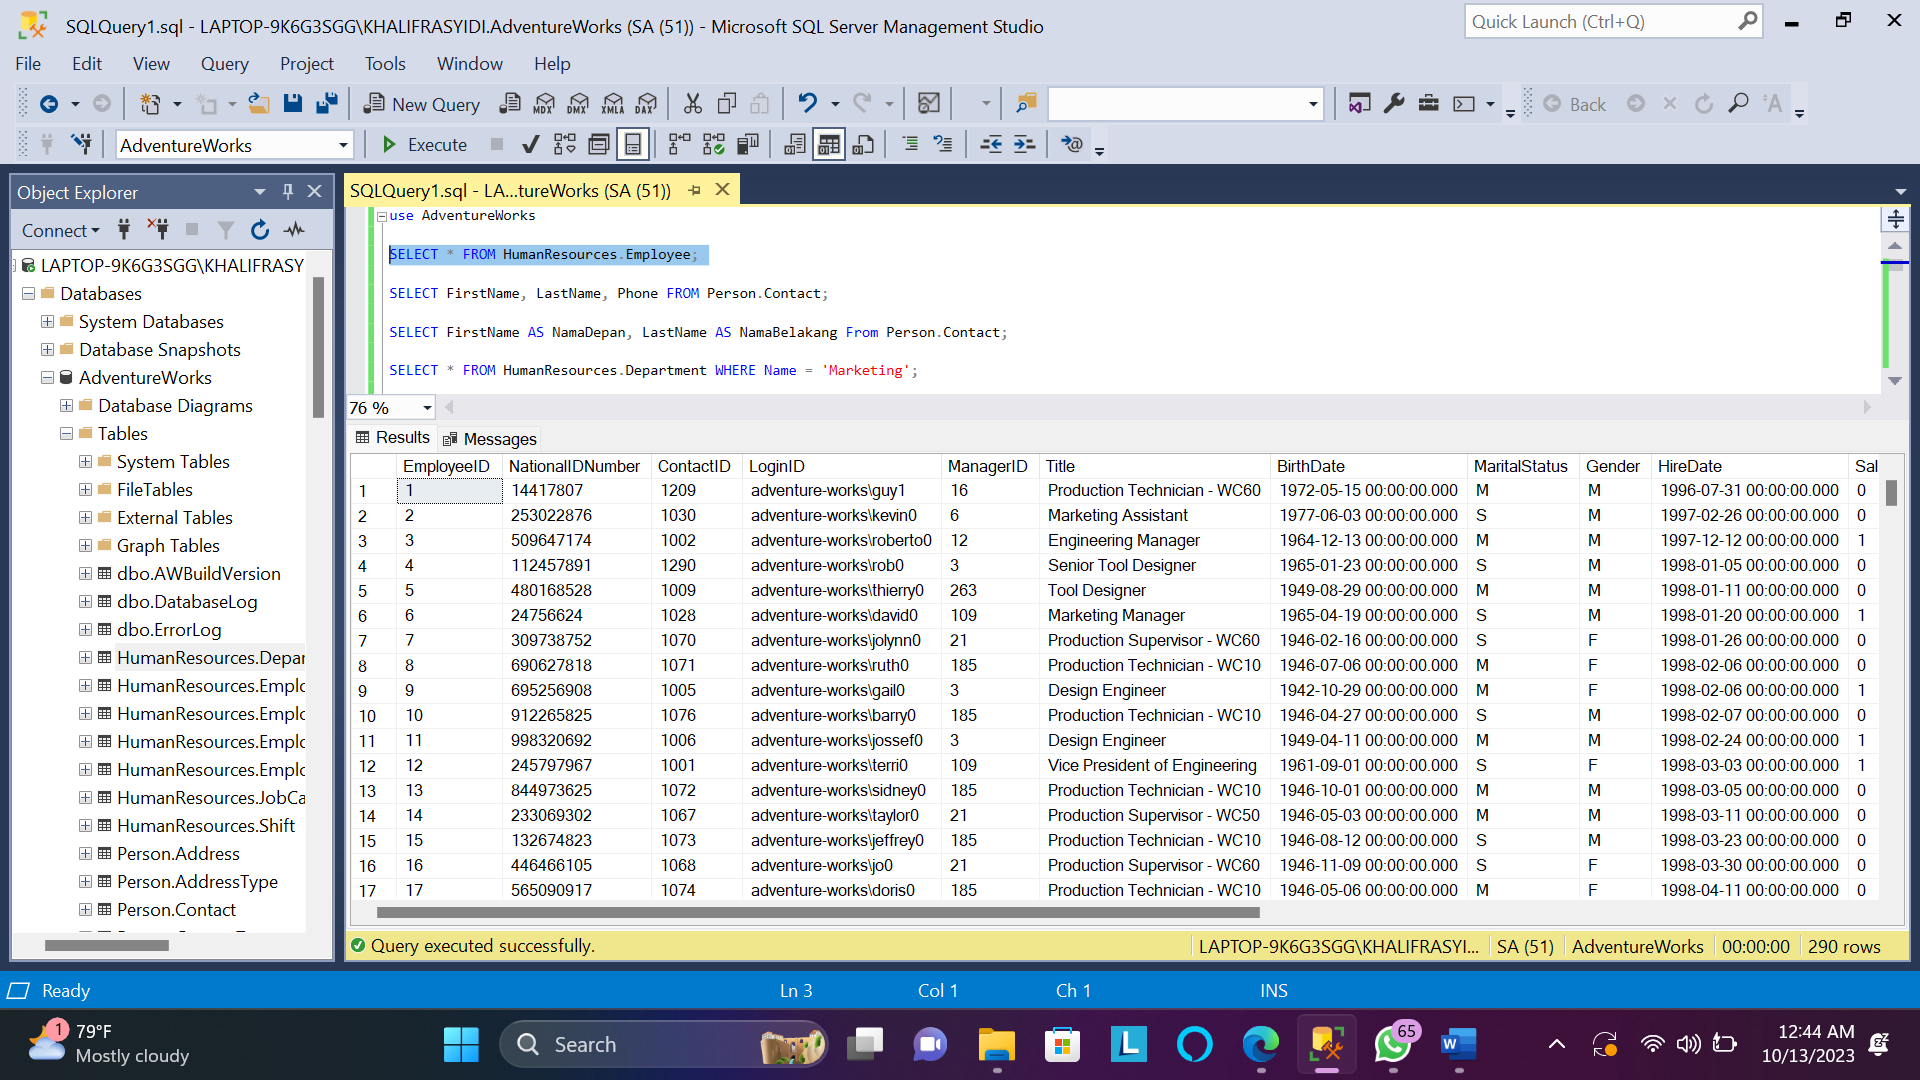 SQLQuery1.sql - LAPTOP-9K6G3SGG\KHALIFRASYIDI.AdventureWorks (SA (51)) - Microsoft SQL Server Management Studio
Quick Launch (Ctrl+Q)
File Edit View Query Project Tools Window Help
New Query MDX DMX XMLA DAX Back
AdventureWorks Execute
Object Explorer
Connect
LAPTOP-9K6G3SGG\KHALIFRASY
Databases
System Databases
Database Snapshots
AdventureWorks
Database Diagrams
Tables
System Tables
FileTables
External Tables
Graph Tables
dbo.AWBuildVersion
dbo.DatabaseLog
dbo.ErrorLog
HumanResources.Depar
HumanResources.Emplo
HumanResources.Emplo
HumanResources.Emplo
HumanResources.Emplo
HumanResources.JobCa
HumanResources.Shift
Person.Address
Person.AddressType
Person.Contact
SQLQuery1.sql - LA...tureWorks (SA (51))
use AdventureWorks
SELECT * FROM HumanResources.Employee;
SELECT FirstName, LastName, Phone FROM Person.Contact;
SELECT FirstName AS NamaDepan, LastName AS NamaBelakang From Person.Contact;
SELECT * FROM HumanResources.Department WHERE Name = 'Marketing';
76 %
Results Messages
EmployeeID NationalIDNumber ContactID LoginID ManagerID Title BirthDate MaritalStatus Gender HireDate Sal
1 1 14417807 1209 adventure-works\guy1 16 Production Technician - WC60 1972-05-15 00:00:00.000 M M 1996-07-31 00:00:00.000 0
2 2 253022876 1030 adventure-works\kevin0 6 Marketing Assistant 1977-06-03 00:00:00.000 S M 1997-02-26 00:00:00.000 0
3 3 509647174 1002 adventure-works\roberto0 12 Engineering Manager 1964-12-13 00:00:00.000 M M 1997-12-12 00:00:00.000 1
4 4 112457891 1290 adventure-works\rob0 3 Senior Tool Designer 1965-01-23 00:00:00.000 S M 1998-01-05 00:00:00.000 0
5 5 480168528 1009 adventure-works\thierry0 263 Tool Designer 1949-08-29 00:00:00.000 M M 1998-01-11 00:00:00.000 0
6 6 24756624 1028 adventure-works\david0 109 Marketing Manager 1965-04-19 00:00:00.000 S M 1998-01-20 00:00:00.000 1
7 7 309738752 1070 adventure-works\jolynn0 21 Production Supervisor - WC60 1946-02-16 00:00:00.000 S F 1998-01-26 00:00:00.000 0
8 8 690627818 1071 adventure-works\ruth0 185 Production Technician - WC10 1946-07-06 00:00:00.000 M F 1998-02-06 00:00:00.000 0
9 9 695256908 1005 adventure-works\gail0 3 Design Engineer 1942-10-29 00:00:00.000 M F 1998-02-06 00:00:00.000 1
10 10 912265825 1076 adventure-works\barry0 185 Production Technician - WC10 1946-04-27 00:00:00.000 S M 1998-02-07 00:00:00.000 0
11 11 998320692 1006 adventure-works\jossef0 3 Design Engineer 1949-04-11 00:00:00.000 M M 1998-02-24 00:00:00.000 1
12 12 245797967 1001 adventure-works\terri0 109 Vice President of Engineering 1961-09-01 00:00:00.000 S F 1998-03-03 00:00:00.000 1
13 13 844973625 1072 adventure-works\sidney0 185 Production Technician - WC10 1946-10-01 00:00:00.000 M M 1998-03-05 00:00:00.000 0
14 14 233069302 1067 adventure-works\taylor0 21 Production Supervisor - WC50 1946-05-03 00:00:00.000 M M 1998-03-11 00:00:00.000 0
15 15 132674823 1073 adventure-works\jeffrey0 185 Production Technician - WC10 1946-08-12 00:00:00.000 S M 1998-03-23 00:00:00.000 0
16 16 446466105 1068 adventure-works\jo0 21 Production Supervisor - WC60 1946-11-09 00:00:00.000 S F 1998-03-30 00:00:00.000 0
17 17 565090917 1074 adventure-works\doris0 185 Production Technician - WC10 1946-05-06 00:00:00.000 M F 1998-04-11 00:00:00.000 0
Query executed successfully. LAPTOP-9K6G3SGG\KHALIFRASYI... SA (51) AdventureWorks 00:00:00 290 rows
Ready Ln 3 Col 1 Ch 1 INS
1 79°F
Mostly cloudy
Search
L
65
W
12:44 AM
10/13/2023